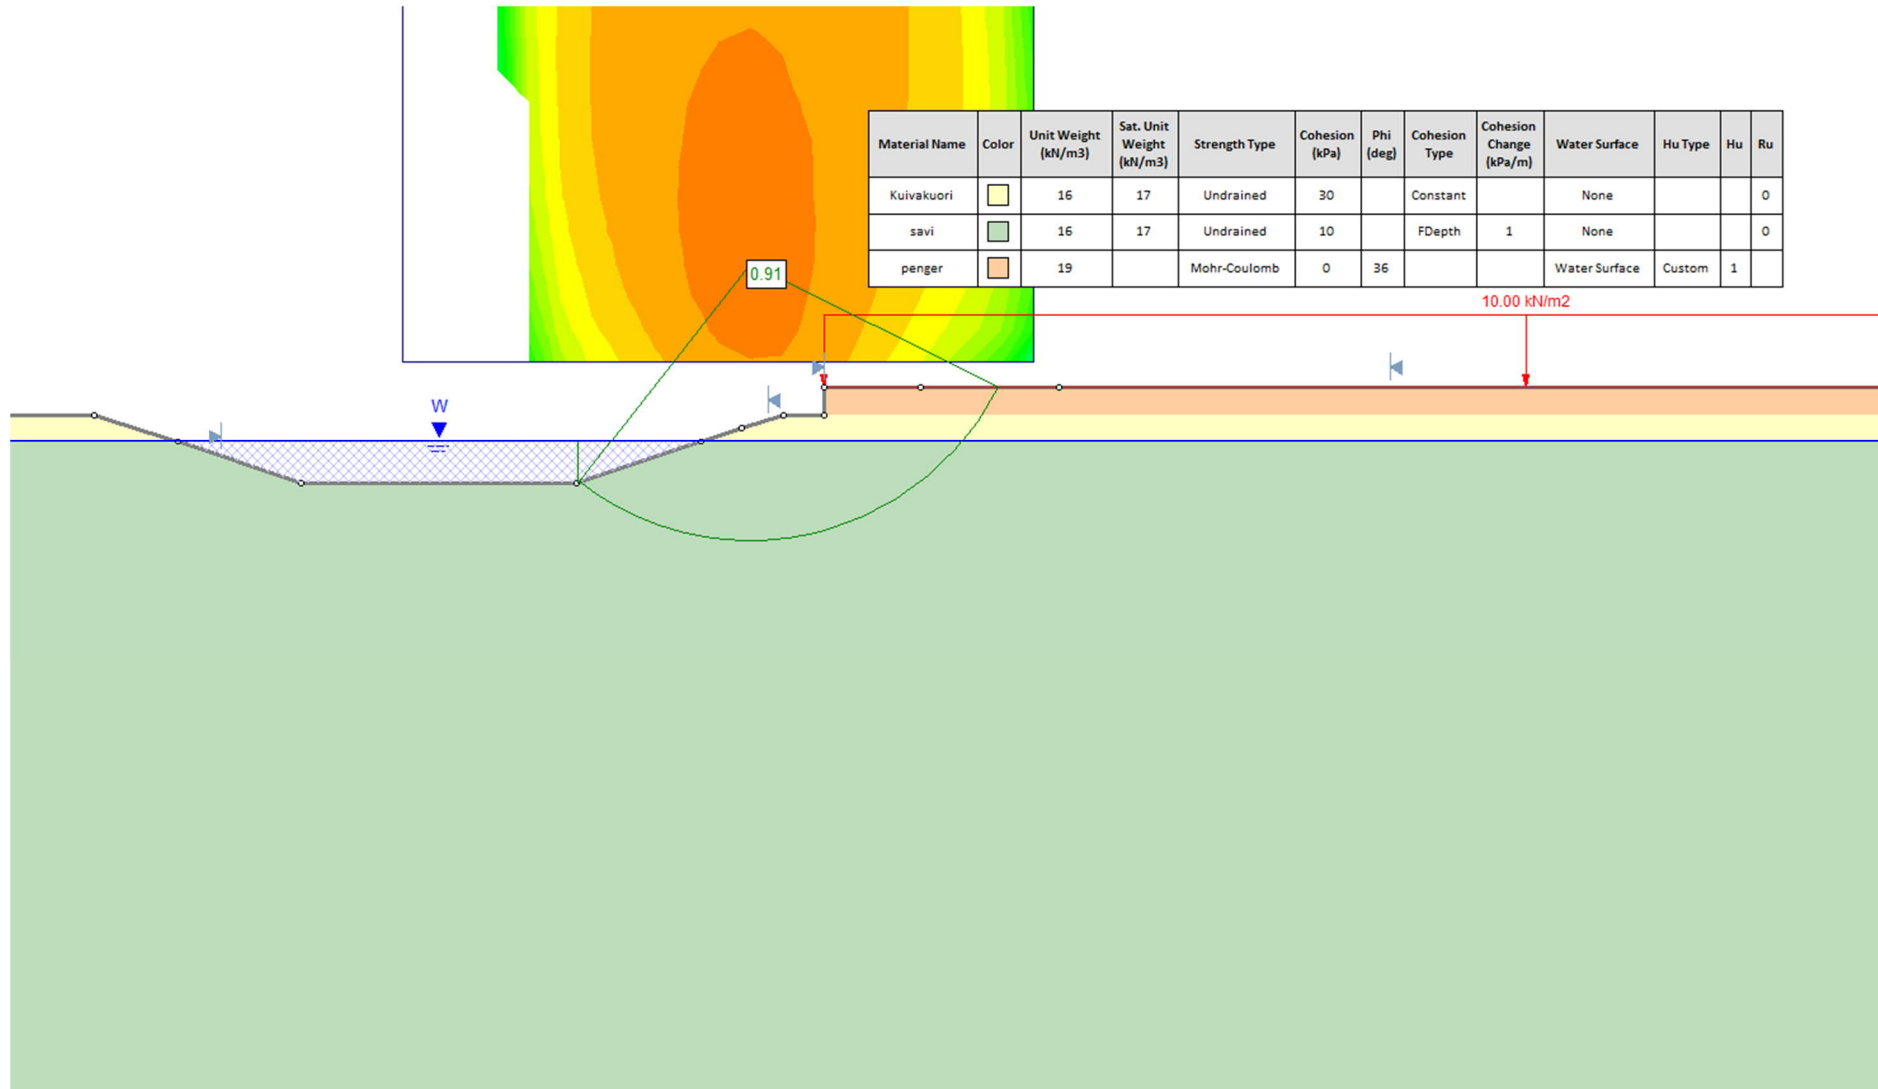 Material Name Color Unit Weight (kN/m3) Sat. Unit Weight (kN/m3) Strength Type Cohesion (kPa) Phi (deg) Cohesion Type Cohesion Change (kPa/m) Water Surface Hu Type Hu Ru
Kuivakuori 16 17 Undrained 30 Constant None 0
savi 16 17 Undrained 10 FDepth 1 None 0
penger 19 Mohr-Coulomb 0 36 Water Surface Custom 1
0.91
10.00 kN/m2
W